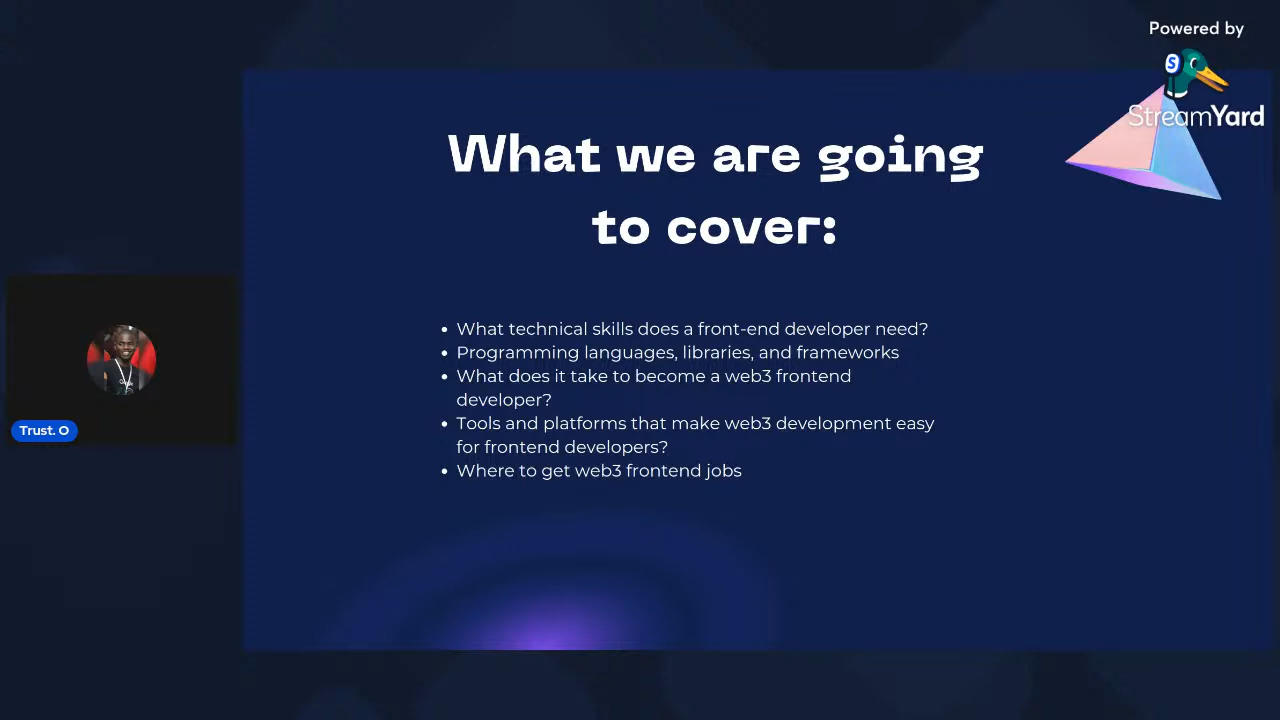 Powered by
StreamYard
What we are going
to cover:
• What technical skills does a front-end developer need?
• Programming languages, libraries, and frameworks
• What does it take to become a web3 frontend
developer?
• Tools and platforms that make web3 development easy
for frontend developers?
• Where to get web3 frontend jobs
Trust. O